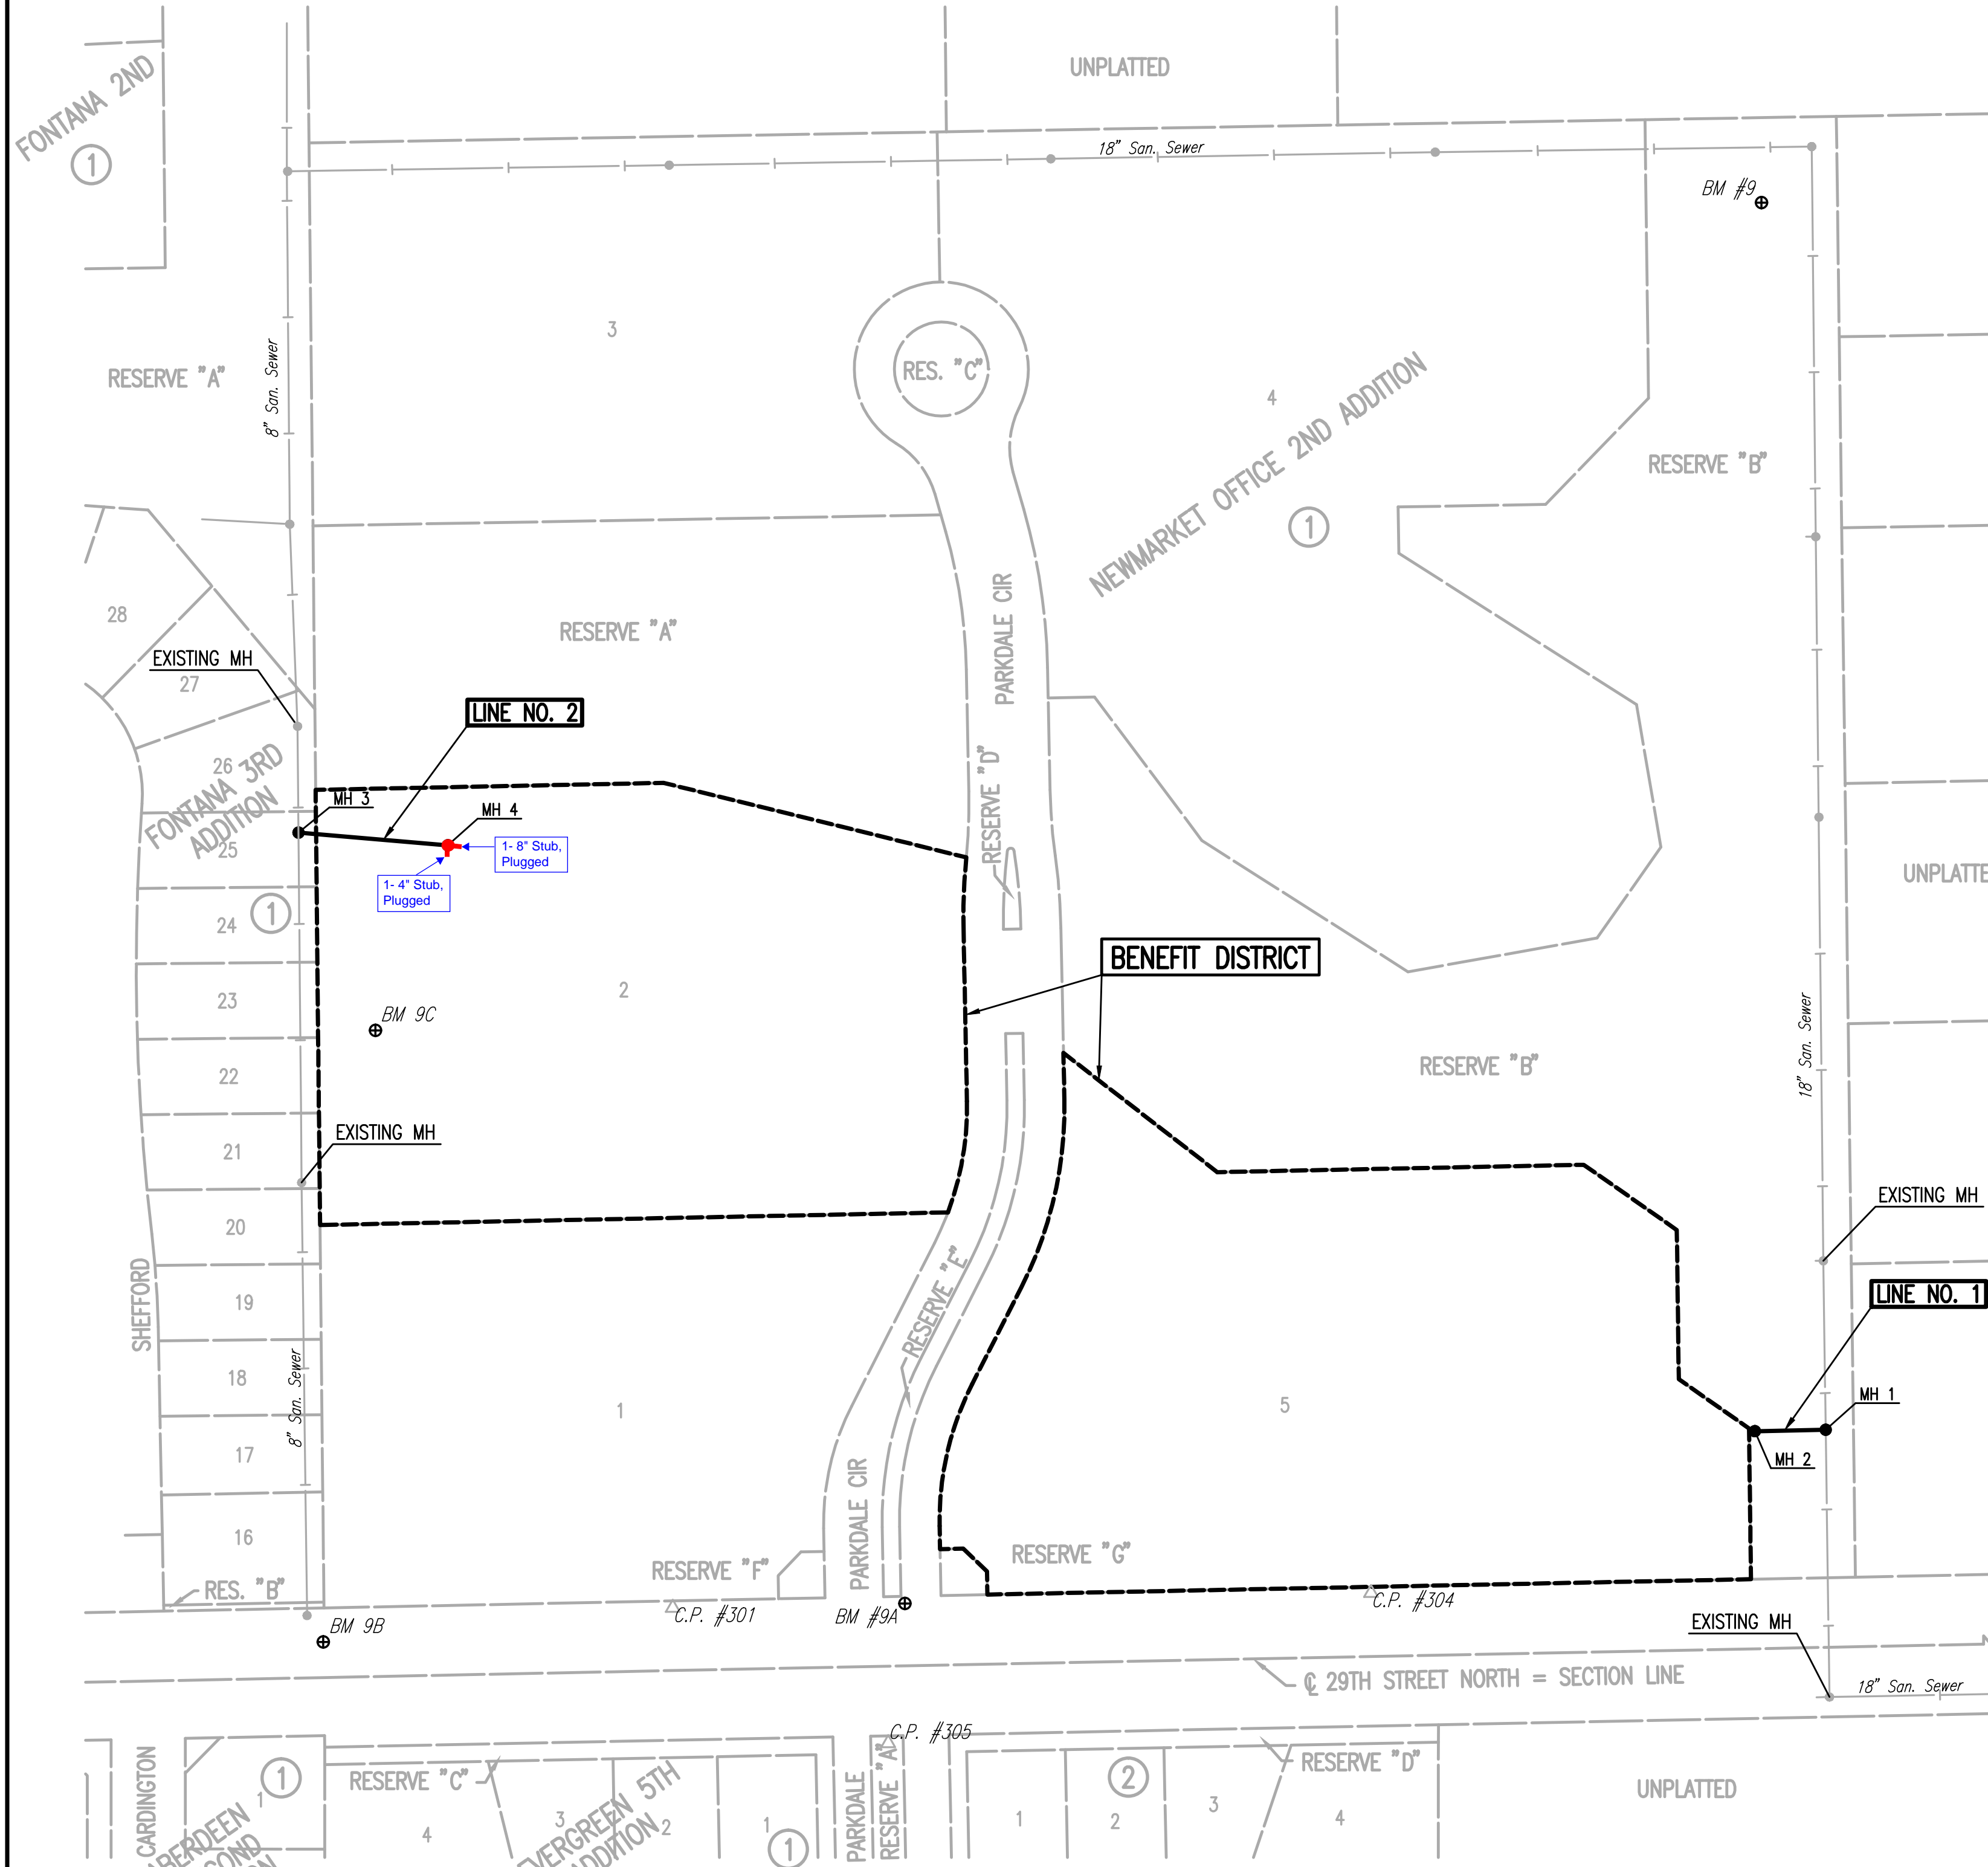 FONTANA 2ND
1
UNPLATTED
18" San. Sewer
BM #9
3
RESERVE "A"
8" San. Sewer
RES. "C"
4
NEWMARKET OFFICE 2ND ADDITION
1
RESERVE "B"
28
RESERVE "A"
PARKDALE CIR
EXISTING MH
27
LINE NO. 2
26
FONTANA 3RD
ADDITION
MH 3
MH 4
25
1- 8" Stub,
Plugged
1- 4" Stub,
Plugged
RESERVE "D"
24
1
BENEFIT DISTRICT
23
2
BM 9C
18" San. Sewer
22
RESERVE "B"
EXISTING MH
21
EXISTING MH
20
RESERVE "E"
SHEFFORD
19
LINE NO. 1
18
8" San. Sewer
1
5
MH 1
17
MH 2
PARKDALE CIR
16
RESERVE "F"
RESERVE "G"
RES. "B"
C.P. #301
BM #9A
C.P. #304
BM 9B
EXISTING MH
℄ 29TH STREET NORTH = SECTION LINE
18" San. Sewer
C.P. #305
CARDINGTON
1
1
RESERVE "C"
4
3
2
1
1
PARKDALE
RESERVE "A"
2
1
2
3
4
RESERVE "D"
UNPLATTED